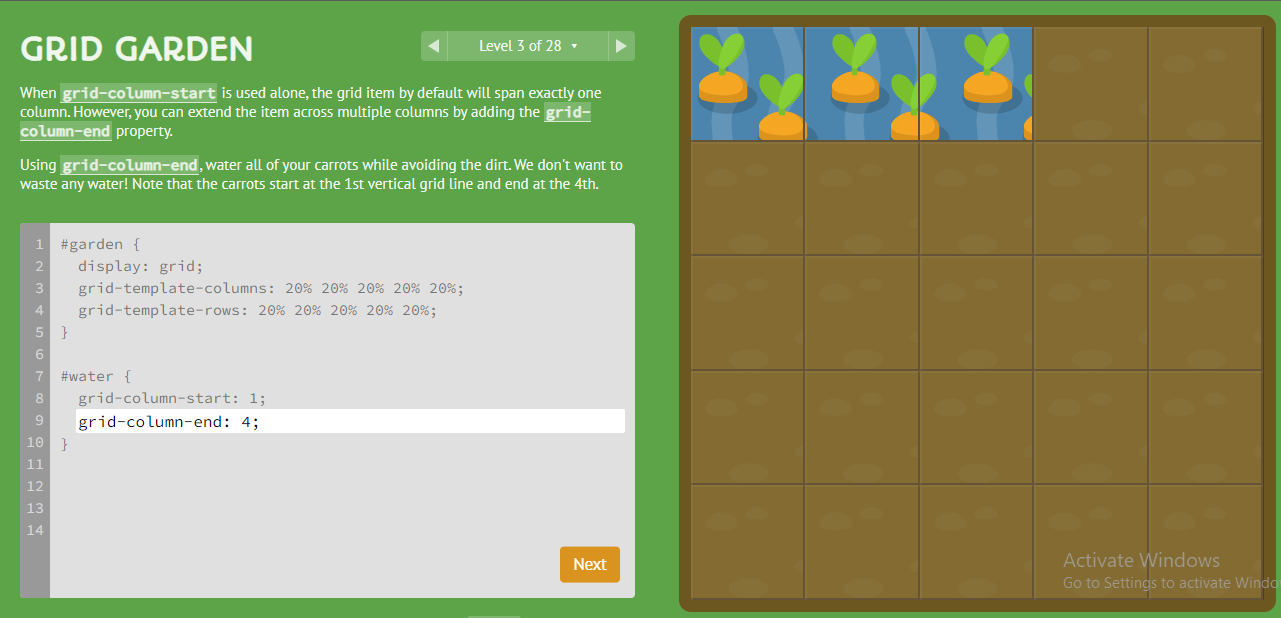 GRID GARDEN
Level 3 of 28
When grid-column-start is used alone, the grid item by default will span exactly one
column. However, you can extend the item across multiple columns by adding the grid-
column-end property.
Using grid-column-end, water all of your carrots while avoiding the dirt. We don't want to
waste any water! Note that the carrots start at the 1st vertical grid line and end at the 4th.
1 #garden {
2 display: grid;
3 grid-template-columns: 20% 20% 20% 20% 20%;
4 grid-template-rows: 20% 20% 20% 20% 20%;
5 }
6
7 #water {
8 grid-column-start: 1;
9 grid-column-end: 4;
10 }
11
12
13
14
Next
Activate Windows
Go to Settings to activate Windo